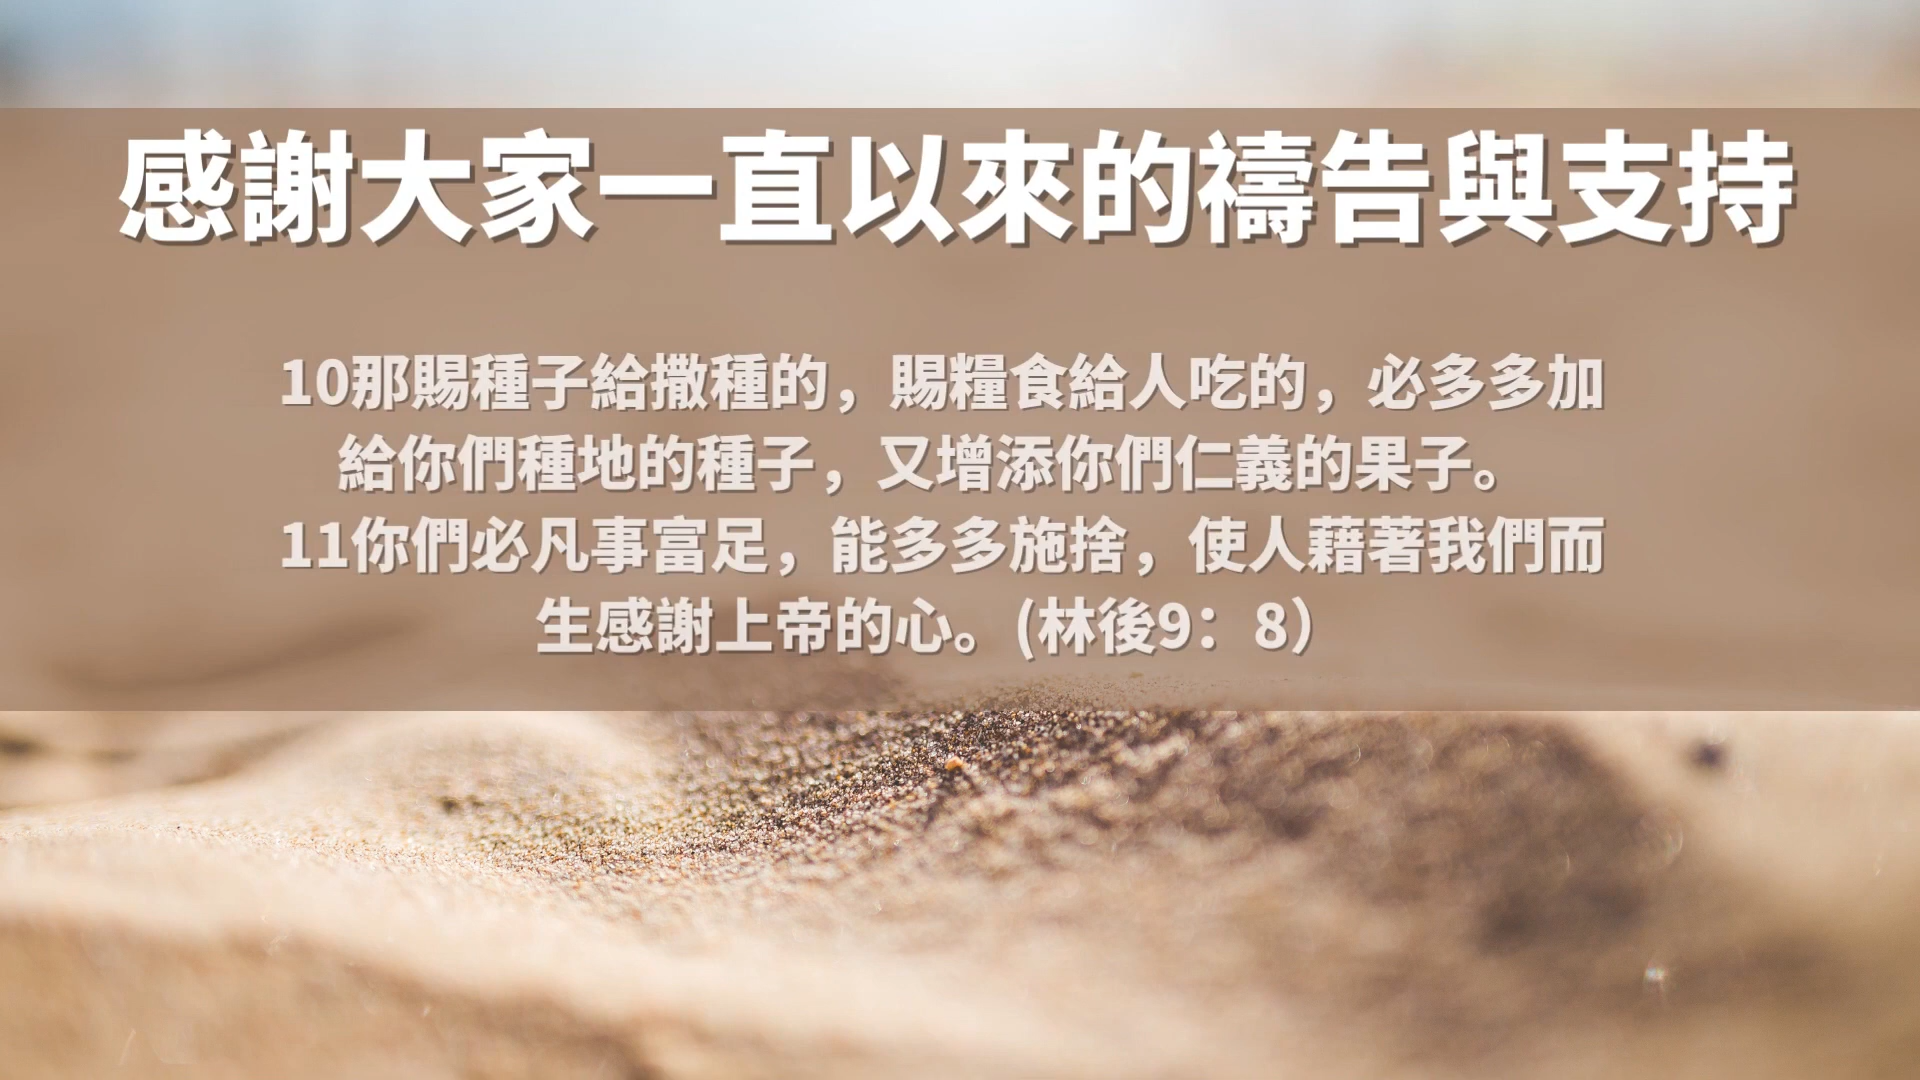 感謝大家一直以來的禱告與支持
10那賜種子給撒種的，賜糧食給人吃的，必多多加
給你們種地的種子，又增添你們仁義的果子。
11你們必凡事富足，能多多施捨，使人藉著我們而
生感謝上帝的心。(林後9：8）